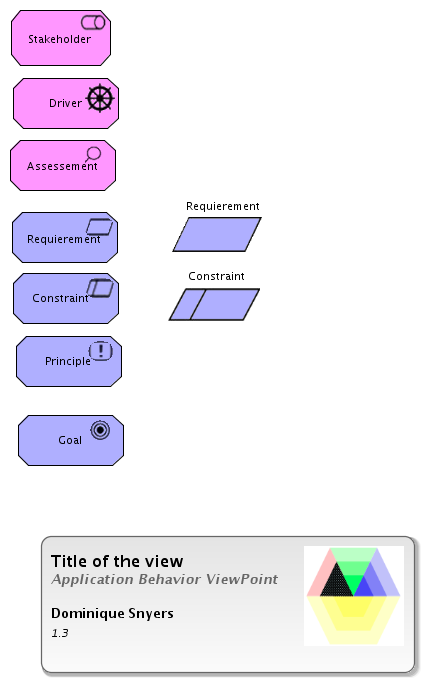 Stakeholder
Driver
Assessement
Requierement
Requierement
Constraint
Constraint
Principle
Goal
Title of the view
Application Behavior ViewPoint
Dominique Snyers
1.3